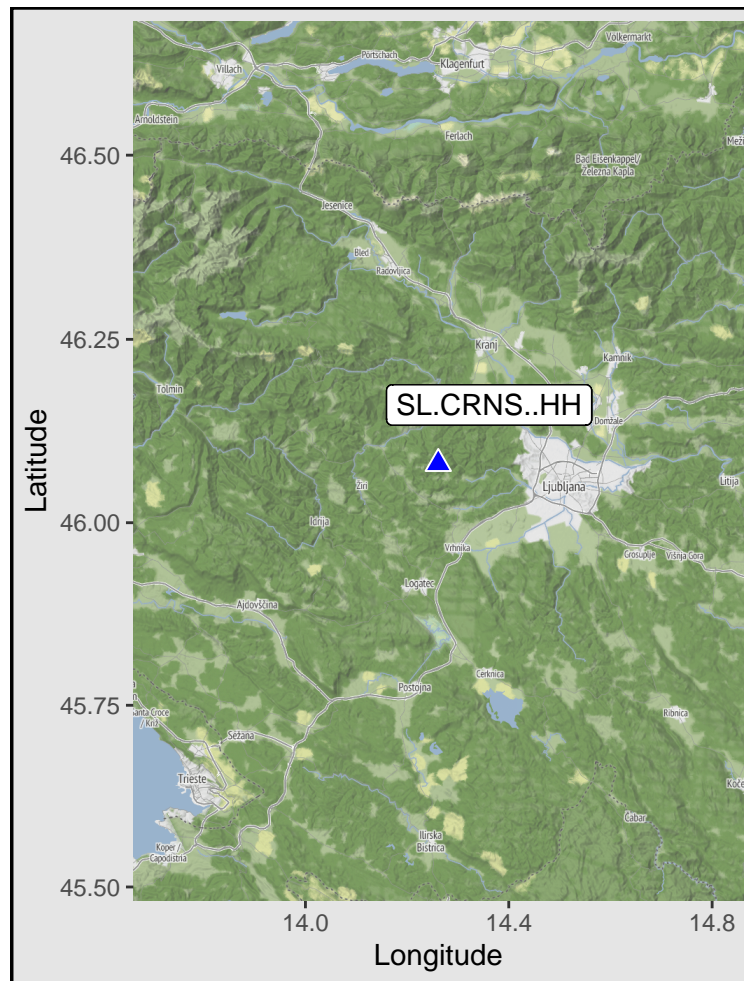 Völkermarkt
Pörtschach
Villach
Klagenfurt
Arnoldstein
Ferlach
46.50
Bad Eisenkappel/
Železna Kapla
Jesenice
Bled
Radovljica
46.25
Kranj
Kamnik
Tolmin
SL.CRNS..HH
Domžale
Latitude
Žiri
Ljubljana
Litija
46.00
Idrija
Vrhnika
Grosuplje
Višnja Gora
Logatec
Ajdovščina
Cerknica
Postojna
45.75
/ Križ
Ribnica
Sežana
Trieste
Čabar
Koper /
Capodistria
Ilirska
Bistrica
45.50
14.0
14.4
14.8
Longitude